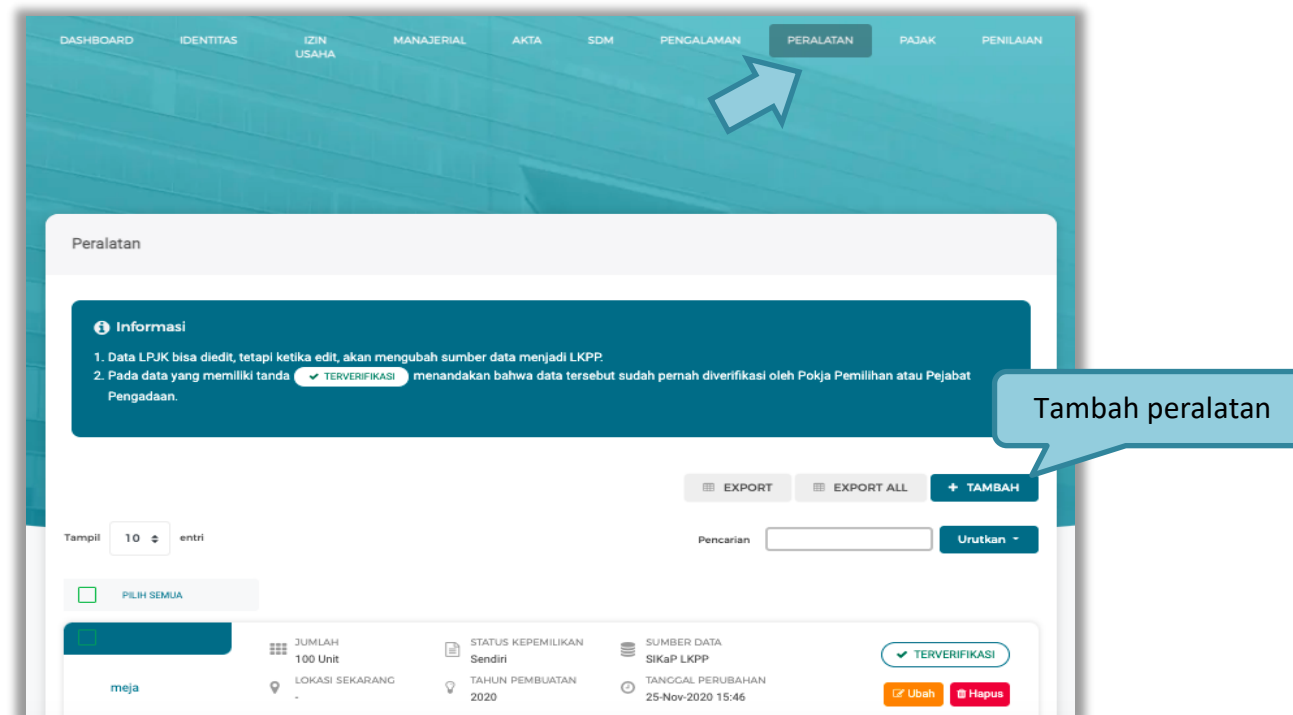 DASHBOARD IDENTITAS IZIN USAHA MANAJERIAL AKTA SDM PENGALAMAN PERALATAN PAJAK PENILAIAN
Peralatan
Informasi
1. Data LPJK bisa diedit, tetapi ketika edit, akan mengubah sumber data menjadi LKPP.
2. Pada data yang memiliki tanda TERVERIFIKASI menandakan bahwa data tersebut sudah pernah diverifikasi oleh Pokja Pemilihan atau Pejabat
Pengadaan.
Tambah peralatan
EXPORT EXPORT ALL + TAMBAH
Tampil 10 entri Pencarian Urutkan
PILIH SEMUA
JUMLAH STATUS KEPEMILIKAN SUMBER DATA
100 Unit Sendiri SIKaP LKPP TERVERIFIKASI
LOKASI SEKARANG TAHUN PEMBUATAN TANGGAL PERUBAHAN
meja - 2020 25-Nov-2020 15:46 Ubah Hapus